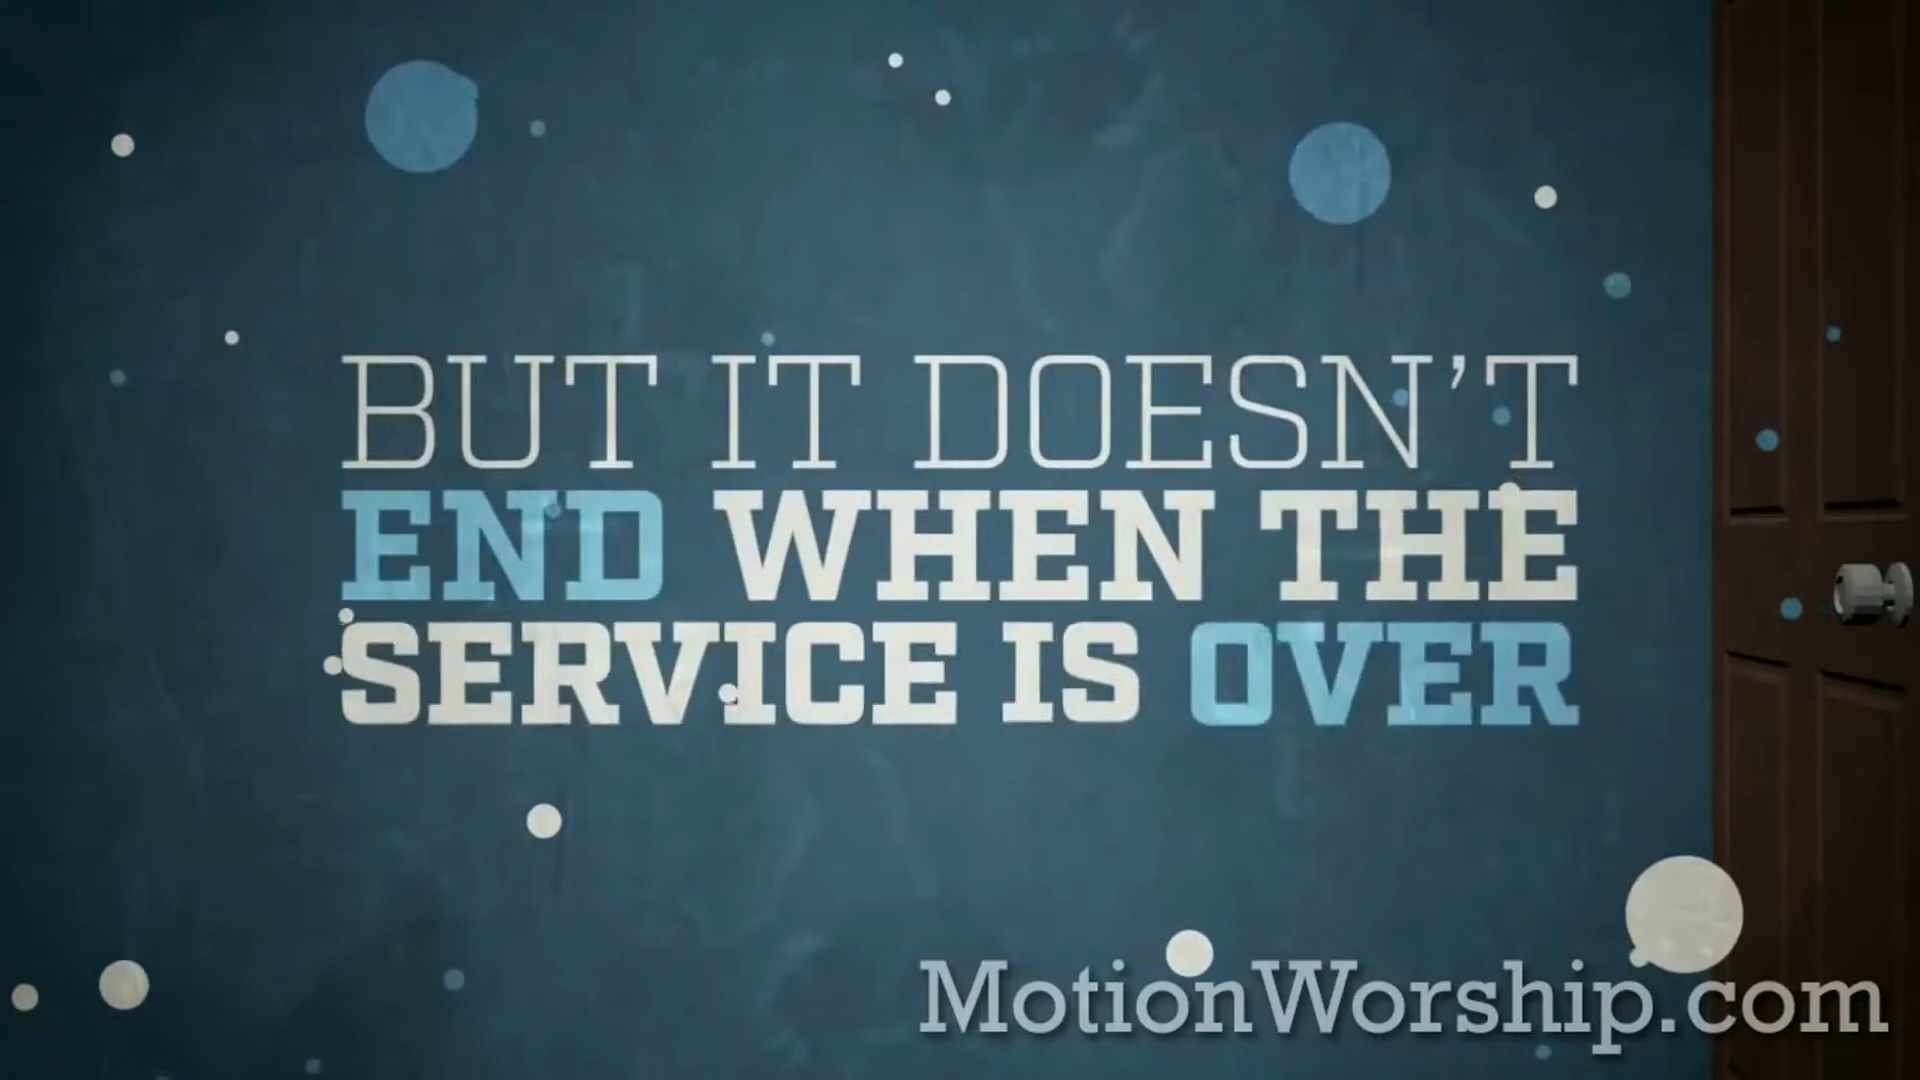 BUT IT DOESN'T
END WHEN THE
SERVICE IS OVER
MotionWorship.com